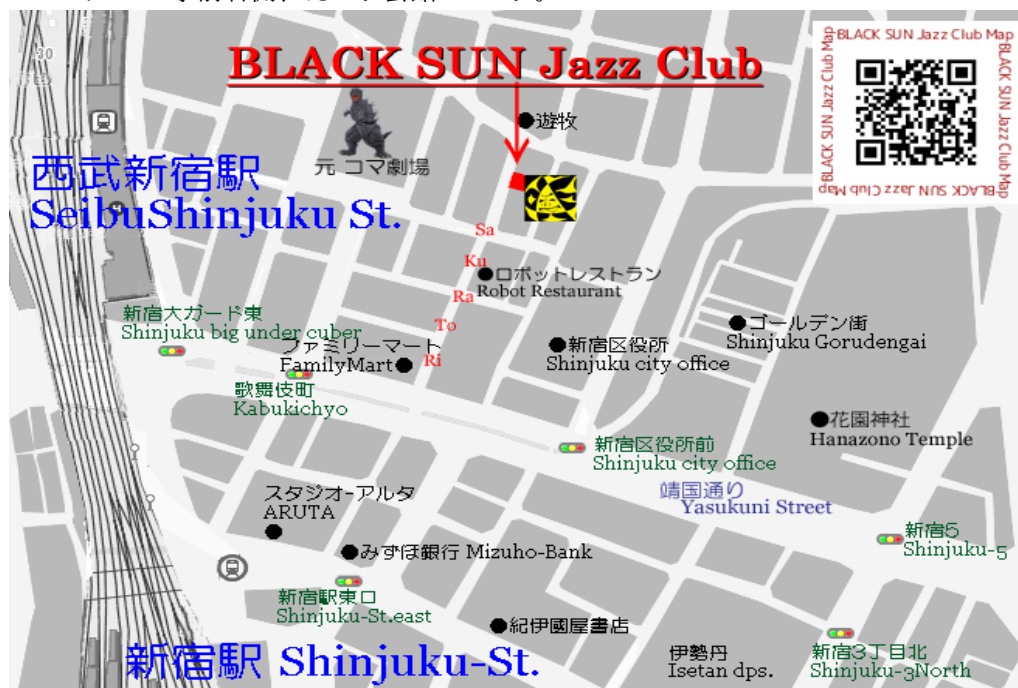 30
BLACK SUN Jazz Club
BLACK SUN Jazz Club Map
BLACK SUN Jazz Club Map
BLACK SUN Jazz Club Map
BLACK SUN Jazz Club Map
●遊牧
元 コマ劇場
西武新宿駅
SeibuShinjuku St.
Sa
Ku
Ra
To
Ri
●ロボットレストラン
Robot Restaurant
新宿大ガード東
Shinjuku big under cuber
ファミリーマート
FamilyMart●
●新宿区役所
Shinjuku city office
●ゴールデン街
Shinjuku Gorudengai
歌舞伎町
Kabukichyo
●花園神社
Hanazono Temple
新宿区役所前
Shinjuku city office
靖国通り
Yasukuni Street
スタジオ-アルタ
ARUTA
●みずほ銀行 Mizuho-Bank
新宿5
Shinjuku-5
新宿駅東口
Shinjuku-St.east
●紀伊國屋書店
伊勢丹
Isetan dps.
新宿3丁目北
Shinjuku-3North
新宿駅 Shinjuku-St.